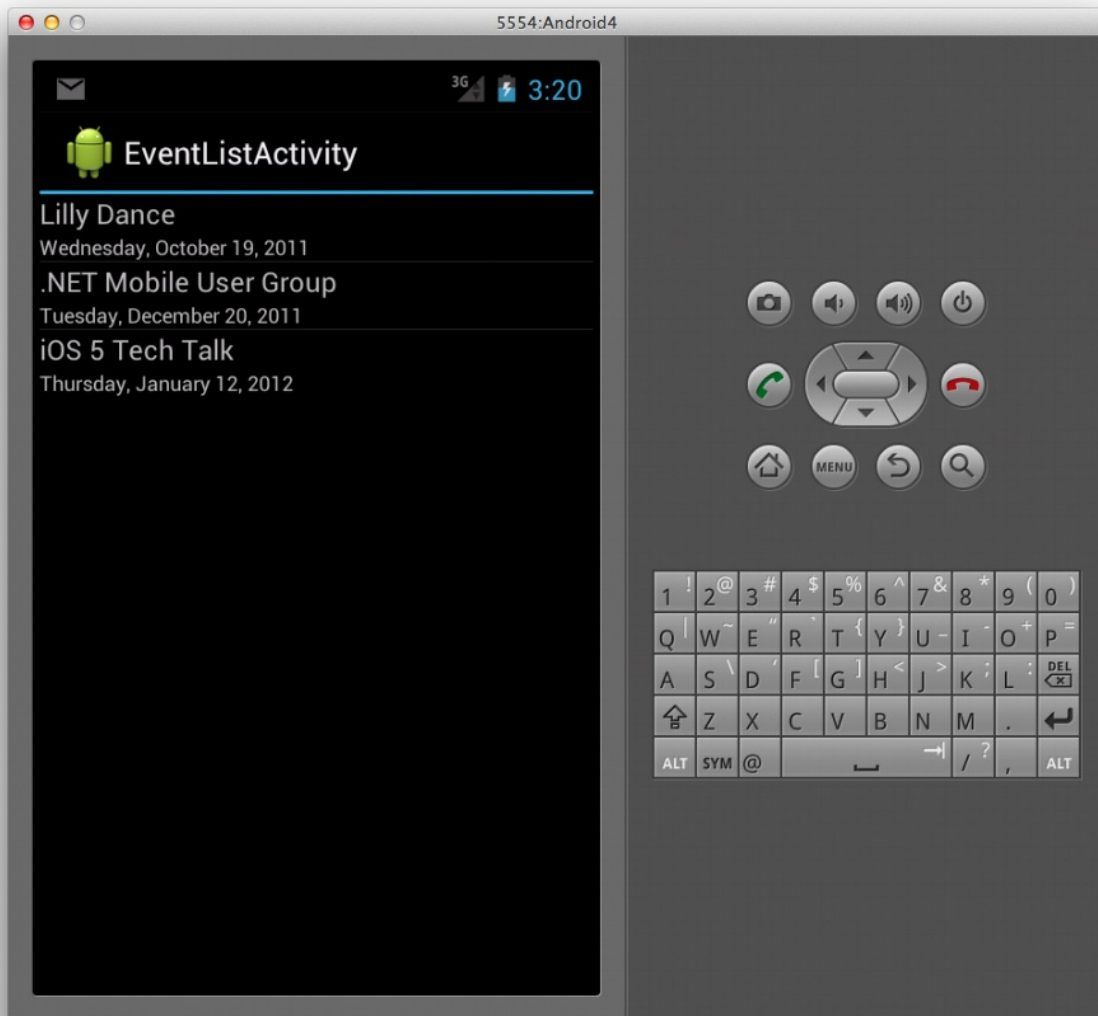 5554:Android4
3G 3:20
EventListActivity
Lilly Dance
Wednesday, October 19, 2011
.NET Mobile User Group
Tuesday, December 20, 2011
iOS 5 Tech Talk
Thursday, January 12, 2012
MENU
1 ! 2 @ 3 # 4 $ 5 % 6 ^ 7 & 8 * 9 ( 0 )
Q | W ~ E " R ` T { Y } U _ I - O + P =
A S \ D ' F [ G ] H < J > K ; L : DEL
Z X C V B N M .
ALT SYM @ / ? , ALT